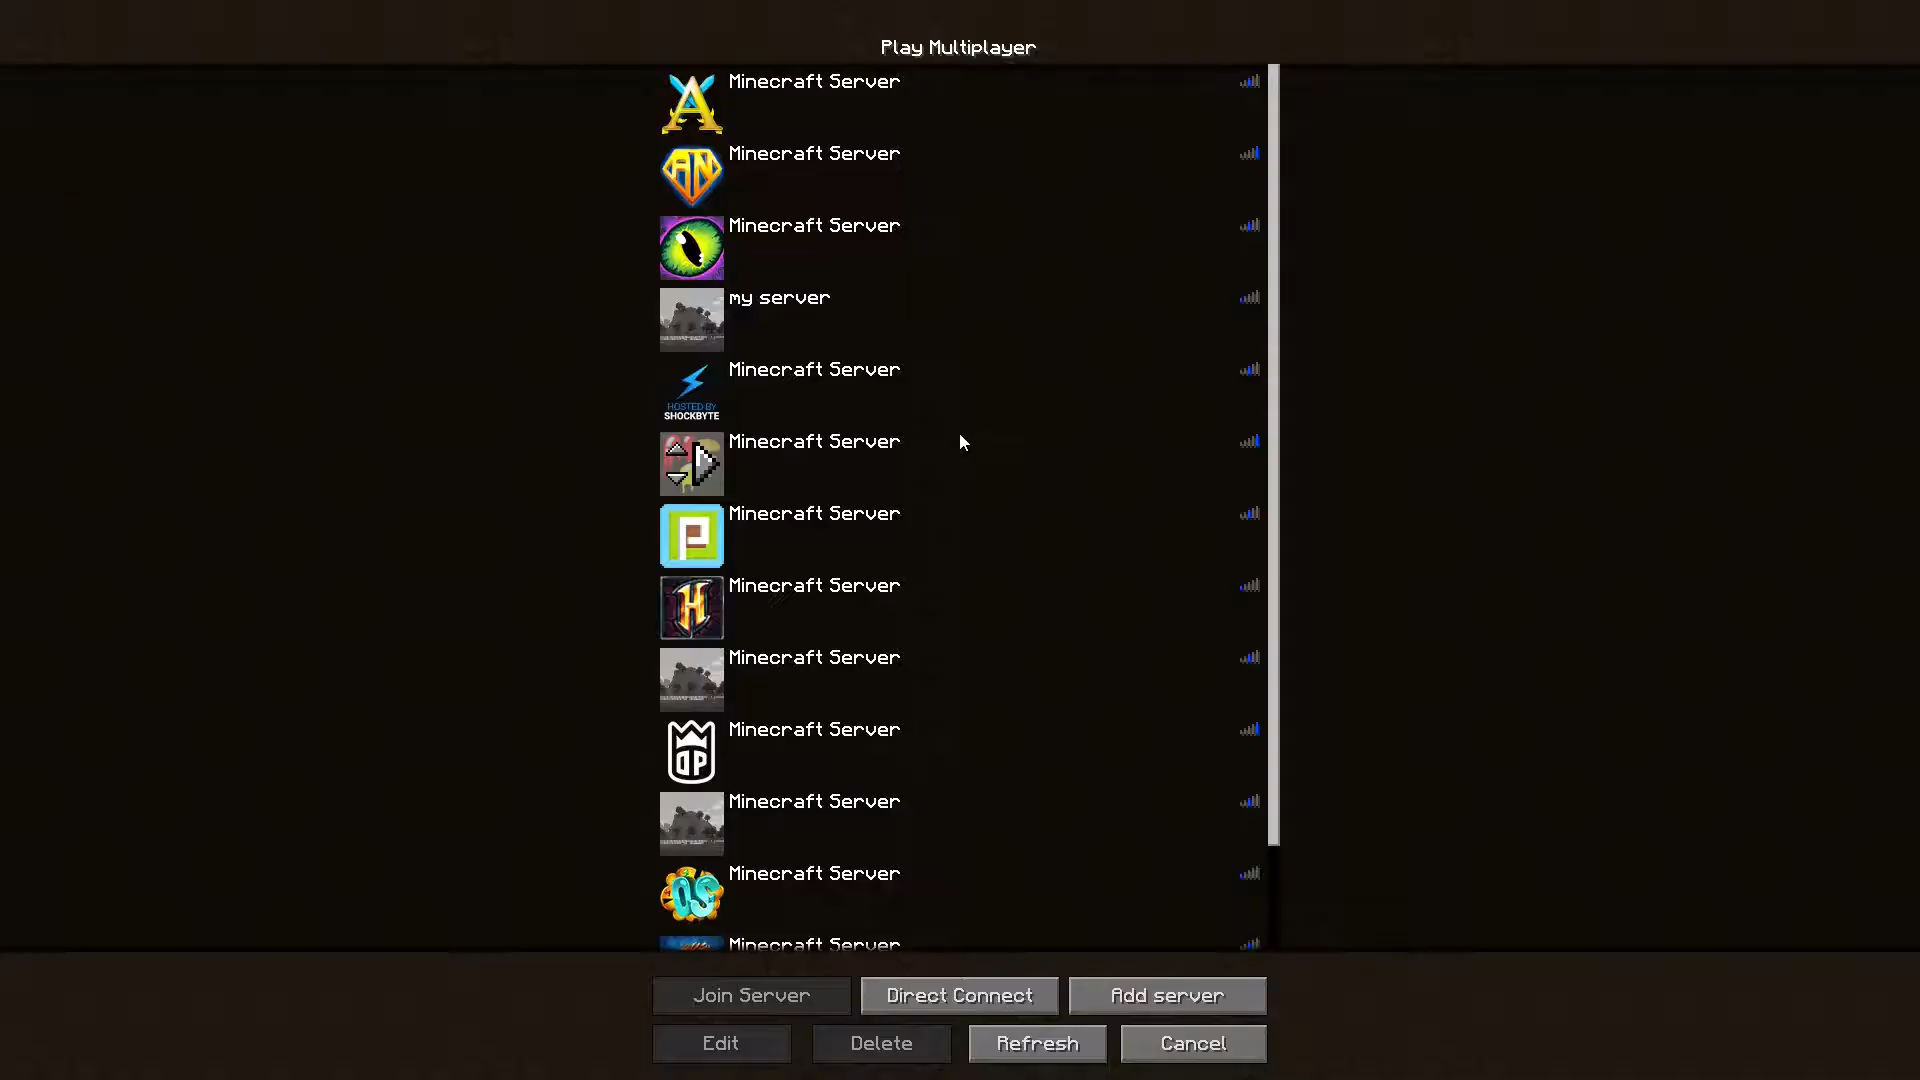 Play Multiplayer
Minecraft Server
Minecraft Server
Minecraft Server
my server
Minecraft Server
HOSTED BY
SHOCKBYTE
Minecraft Server
Minecraft Server
Minecraft Server
Minecraft Server
Minecraft Server
Minecraft Server
Minecraft Server
Minecraft Server
Join Server
Direct Connect
Add server
Edit
Delete
Refresh
Cancel